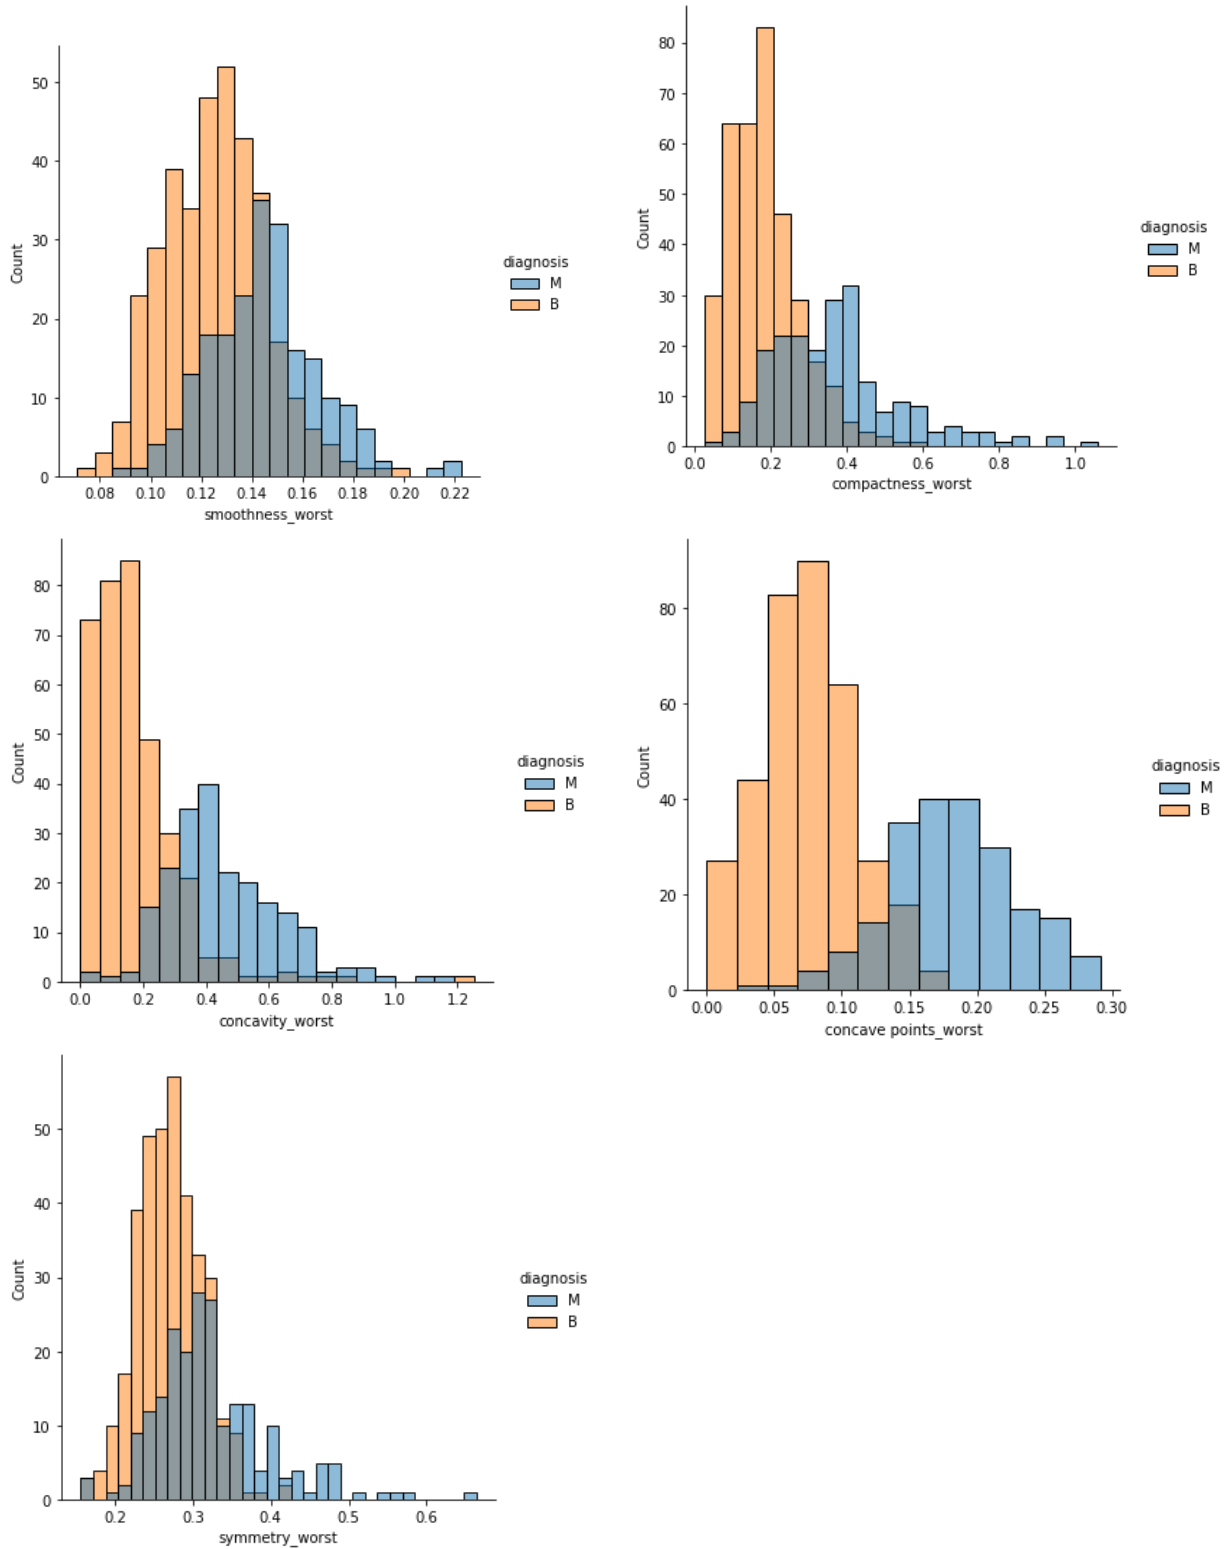 50
40
30
20
10
0
Count
0.08 0.10 0.12 0.14 0.16 0.18 0.20 0.22
smoothness_worst
diagnosis
M
B
80
70
60
50
40
30
20
10
0
Count
0.0 0.2 0.4 0.6 0.8 1.0
compactness_worst
diagnosis
M
B
80
70
60
50
40
30
20
10
0
Count
0.0 0.2 0.4 0.6 0.8 1.0 1.2
concavity_worst
diagnosis
M
B
80
60
40
20
0
Count
0.00 0.05 0.10 0.15 0.20 0.25 0.30
concave points_worst
diagnosis
M
B
50
40
30
20
10
0
Count
0.2 0.3 0.4 0.5 0.6
symmetry_worst
diagnosis
M
B